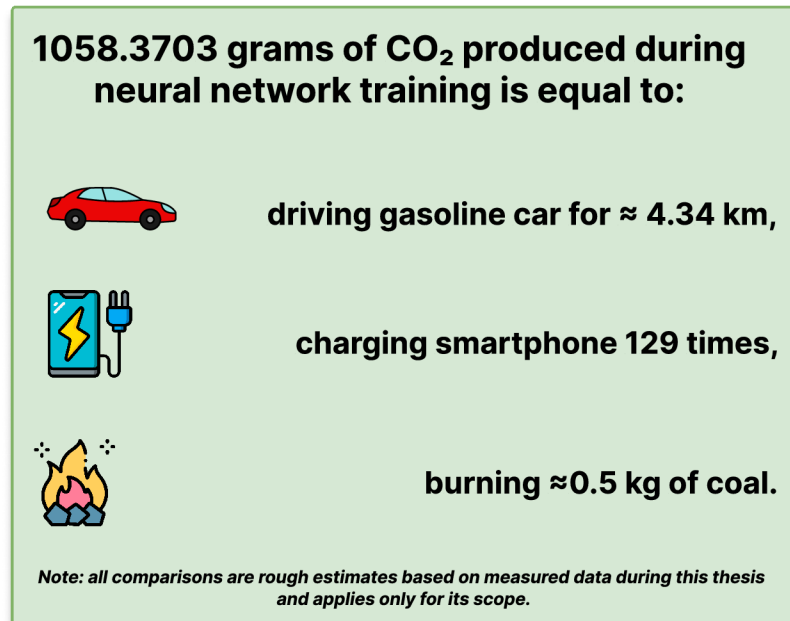 1058.3703 grams of CO₂ produced during
neural network training is equal to:
driving gasoline car for ≈ 4.34 km,
charging smartphone 129 times,
burning ≈0.5 kg of coal.
Note: all comparisons are rough estimates based on measured data during this thesis
and applies only for its scope.